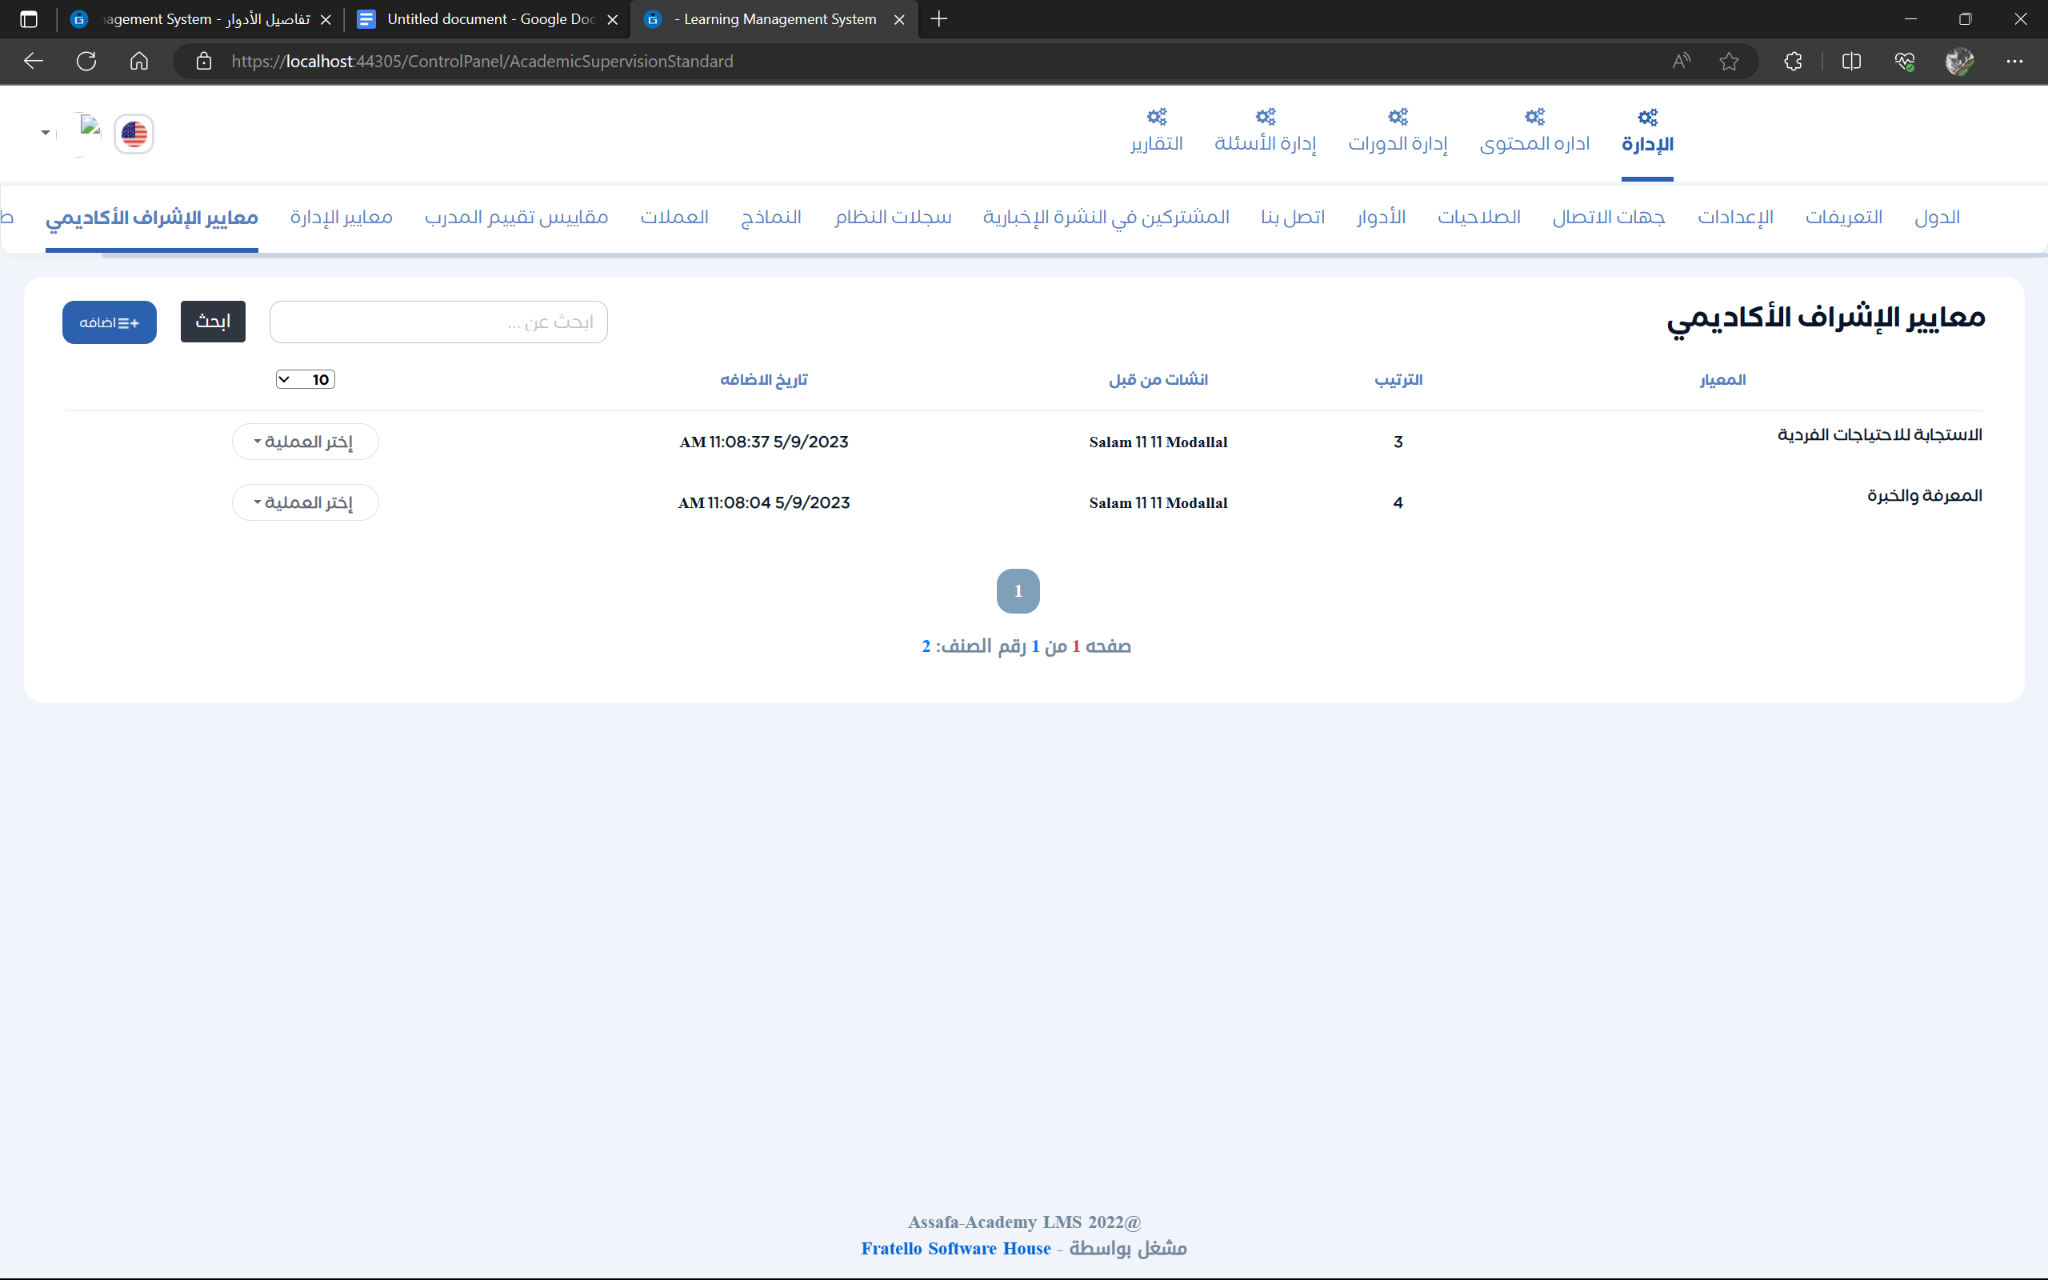 agement System - تفاصيل الأدوار
Untitled document - Google Doc
- Learning Management System
https://localhost:44305/ControlPanel/AcademicSupervisionStandard
الإدارة
اداره المحتوى
إدارة الدورات
إدارة الأسئلة
التقارير
الدول
التعريفات
الإعدادات
جهات الاتصال
الصلاحيات
الأدوار
اتصل بنا
المشتركين في النشرة الإخبارية
سجلات النظام
النماذج
العملات
مقاييس تقييم المدرب
معايير الإدارة
معايير الإشراف الأكاديمي
معايير الإشراف الأكاديمي
ابحث عن ...
ابحث
اضافه
المعيار الترتيب انشات من قبل تاريخ الاضافه 10
الاستجابة للاحتياجات الفردية 3 Salam 11 11 Modallal 5/9/2023 11:08:37 AM إختر العملية
المعرفة والخبرة 4 Salam 11 11 Modallal 5/9/2023 11:08:04 AM إختر العملية
1
صفحه 1 من 1 رقم الصنف: 2
Assafa-Academy LMS 2022@
مشغل بواسطة - Fratello Software House